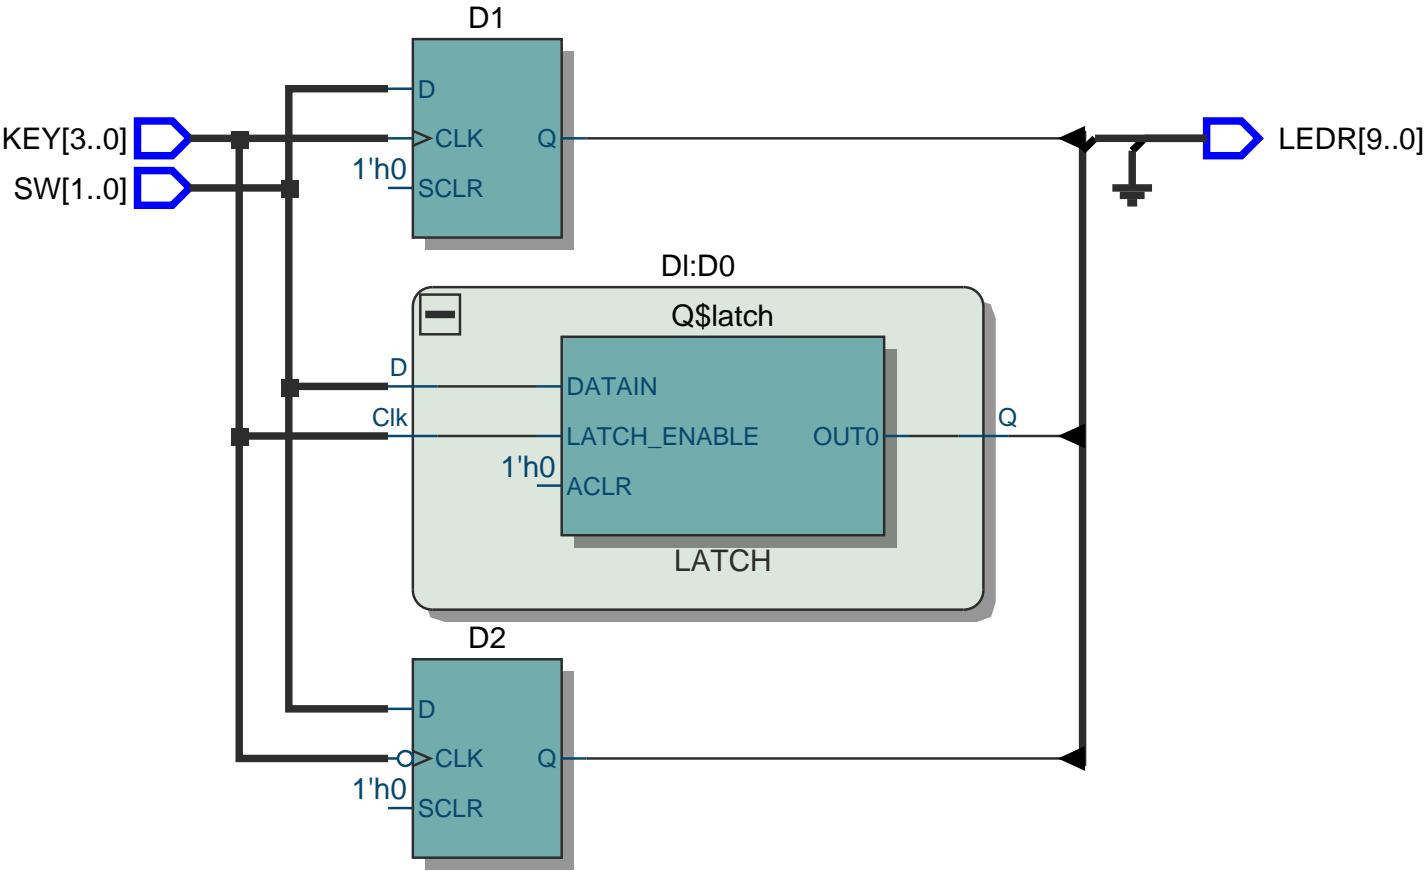 D1
D
KEY[3..0]
CLK
Q
LEDR[9..0]
1'h0
SW[1..0]
SCLR
Dl:D0
Q$latch
D
DATAIN
Clk
LATCH_ENABLE
OUT0
Q
1'h0
ACLR
LATCH
D2
D
CLK
Q
1'h0
SCLR